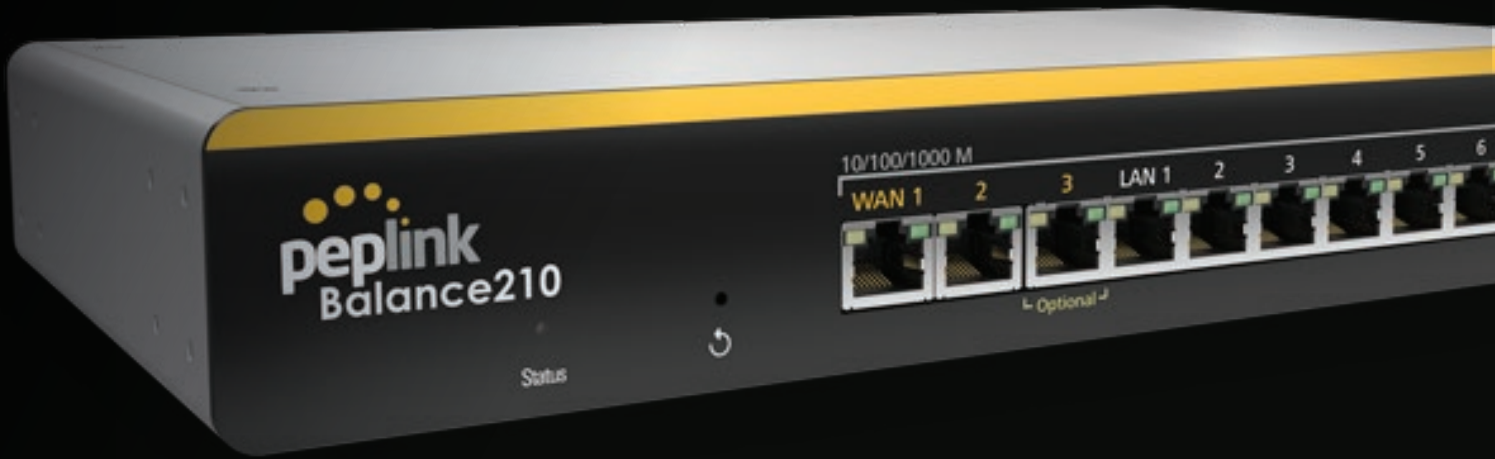 10/100/1000 M
WAN 1 2 3 LAN 1 2 3 4 5 6
peplink
Balance210
Optional
Status